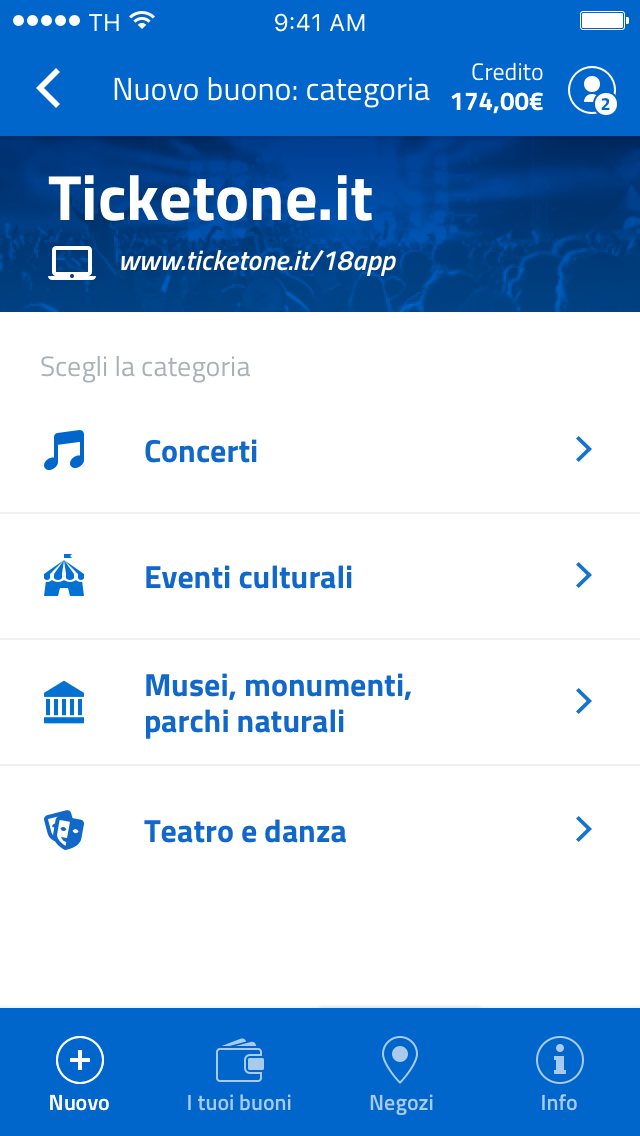 TH 9:41 AM
Nuovo buono: categoria
Credito
174,00€
2
Ticketone.it
www.ticketone.it/18app
Scegli la categoria
Concerti
Eventi culturali
Musei, monumenti,
parchi naturali
Teatro e danza
Nuovo I tuoi buoni Negozi Info